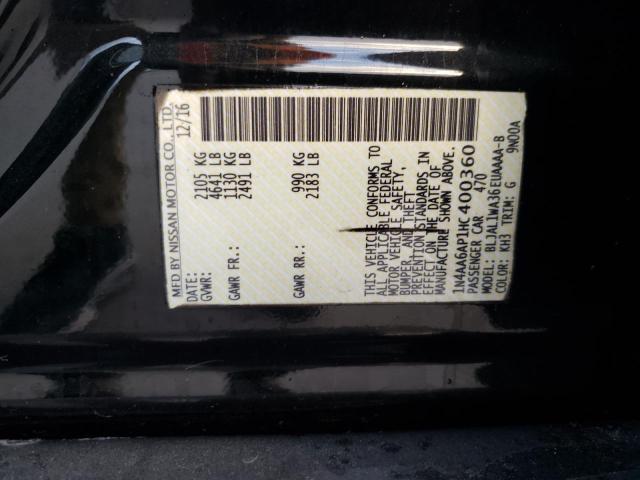 MFD BY NISSAN MOTOR CO., LTD.
DATE: 12/16
GVWR: 2105 KG
4641 LB
GAWR FR.: 1130 KG
2491 LB
GAWR RR.: 990 KG
2183 LB
THIS VEHICLE CONFORMS TO
ALL APPLICABLE FEDERAL
MOTOR VEHICLE SAFETY,
BUMPER, AND THEFT
PREVENTION STANDARDS IN
EFFECT ON THE DATE OF
MANUFACTURE SHOWN ABOVE.
1N4AA6AP1HC400360
PASSENGER CAR 470
MODEL: BLJALIWA36EUAAAA-B
COLOR: KH3 TRIM: G 9N00A